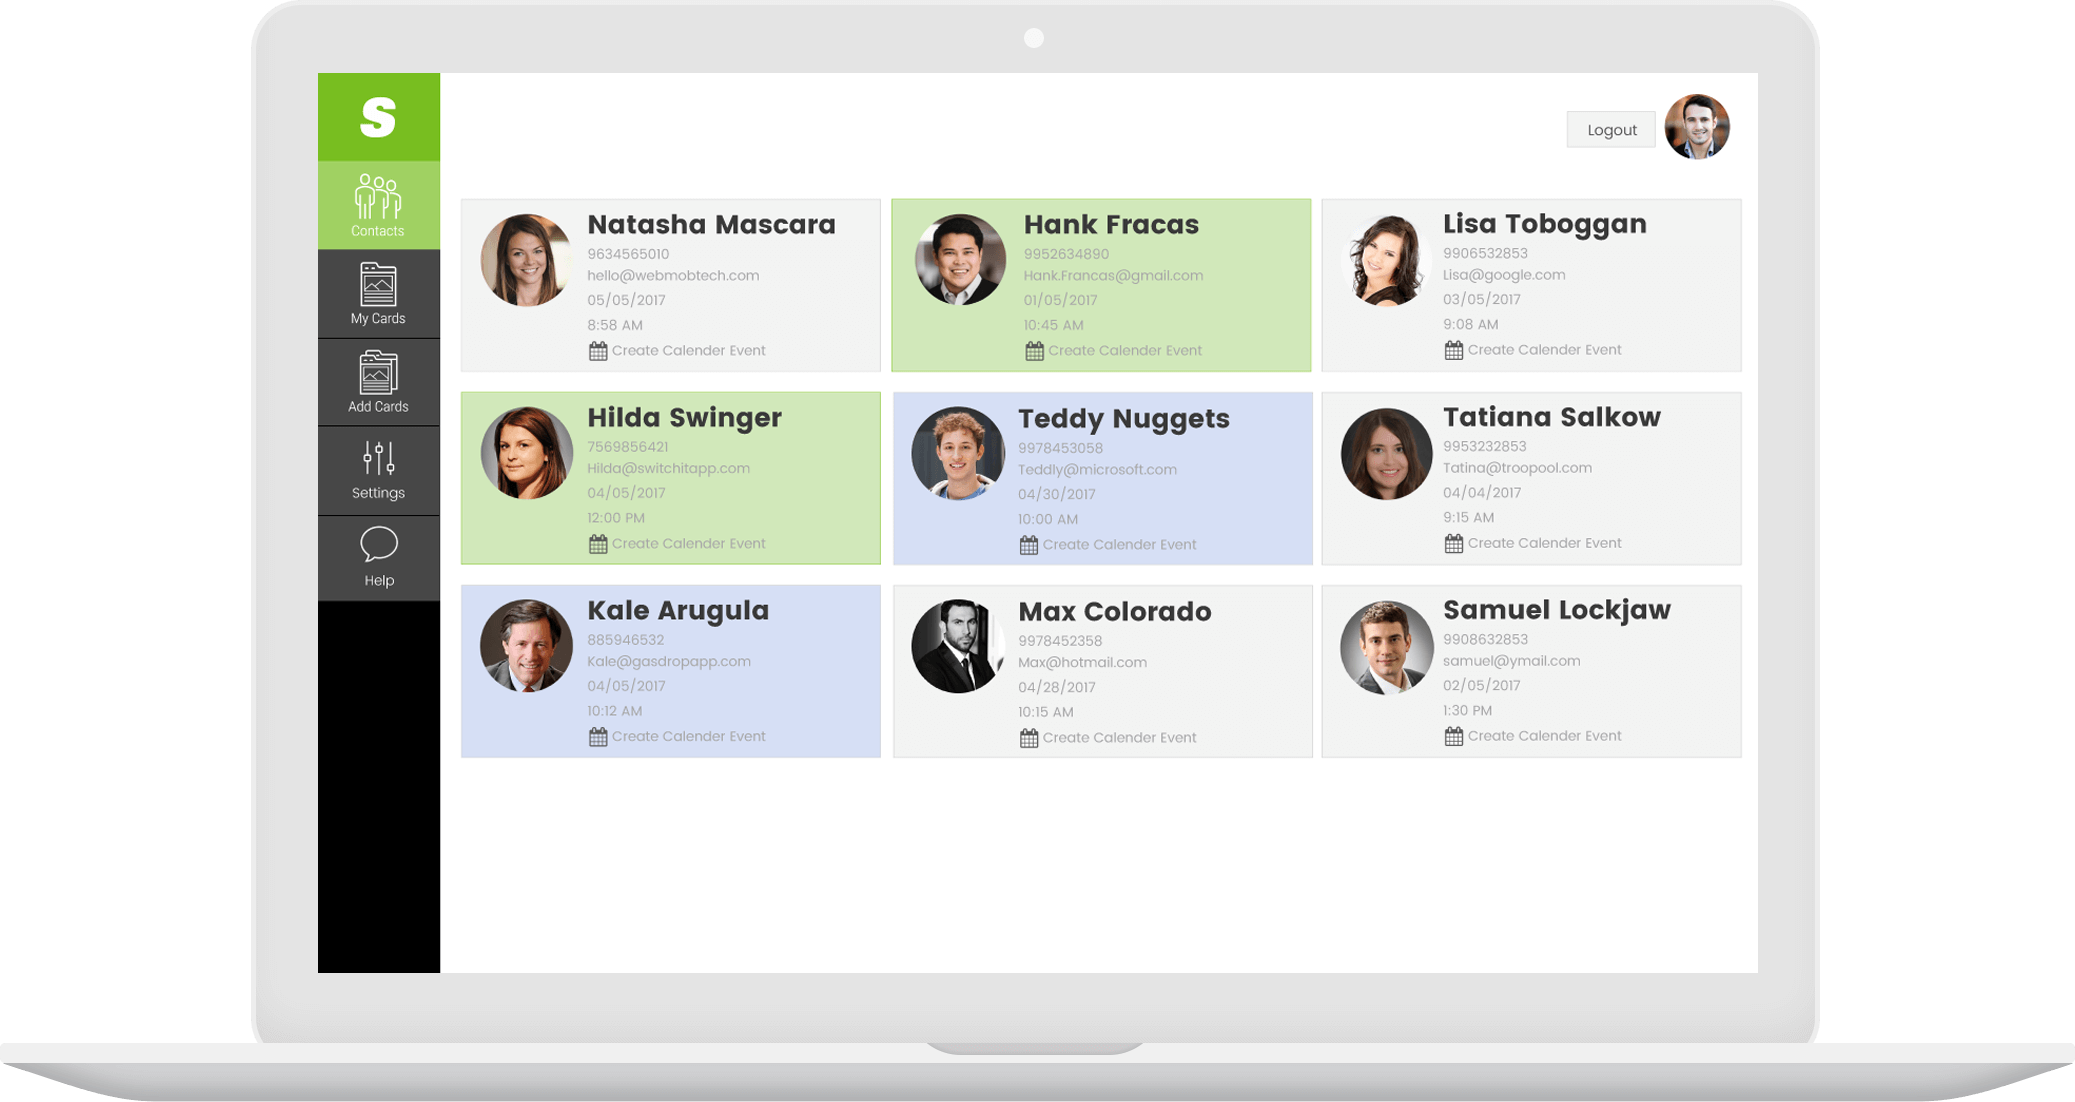 S
Contacts
My Cards
Add Cards
Settings
Help
Logout
Natasha Mascara
9634565010
hello@webmobtech.com
05/05/2017
8:58 AM
Create Calender Event
Hank Fracas
9952634890
Hank.Francas@gmail.com
01/05/2017
10:45 AM
Create Calender Event
Lisa Toboggan
9906532853
Lisa@google.com
03/05/2017
9:08 AM
Create Calender Event
Hilda Swinger
7569856421
Hilda@switchitapp.com
04/05/2017
12:00 PM
Create Calender Event
Teddy Nuggets
9978453058
Teddly@microsoft.com
04/30/2017
10:00 AM
Create Calender Event
Tatiana Salkow
9953232853
Tatina@troopool.com
04/04/2017
9:15 AM
Create Calender Event
Kale Arugula
885946532
Kale@gasdropapp.com
04/05/2017
10:12 AM
Create Calender Event
Max Colorado
9978452358
Max@hotmail.com
04/28/2017
10:15 AM
Create Calender Event
Samuel Lockjaw
9908632853
samuel@ymail.com
02/05/2017
1:30 PM
Create Calender Event